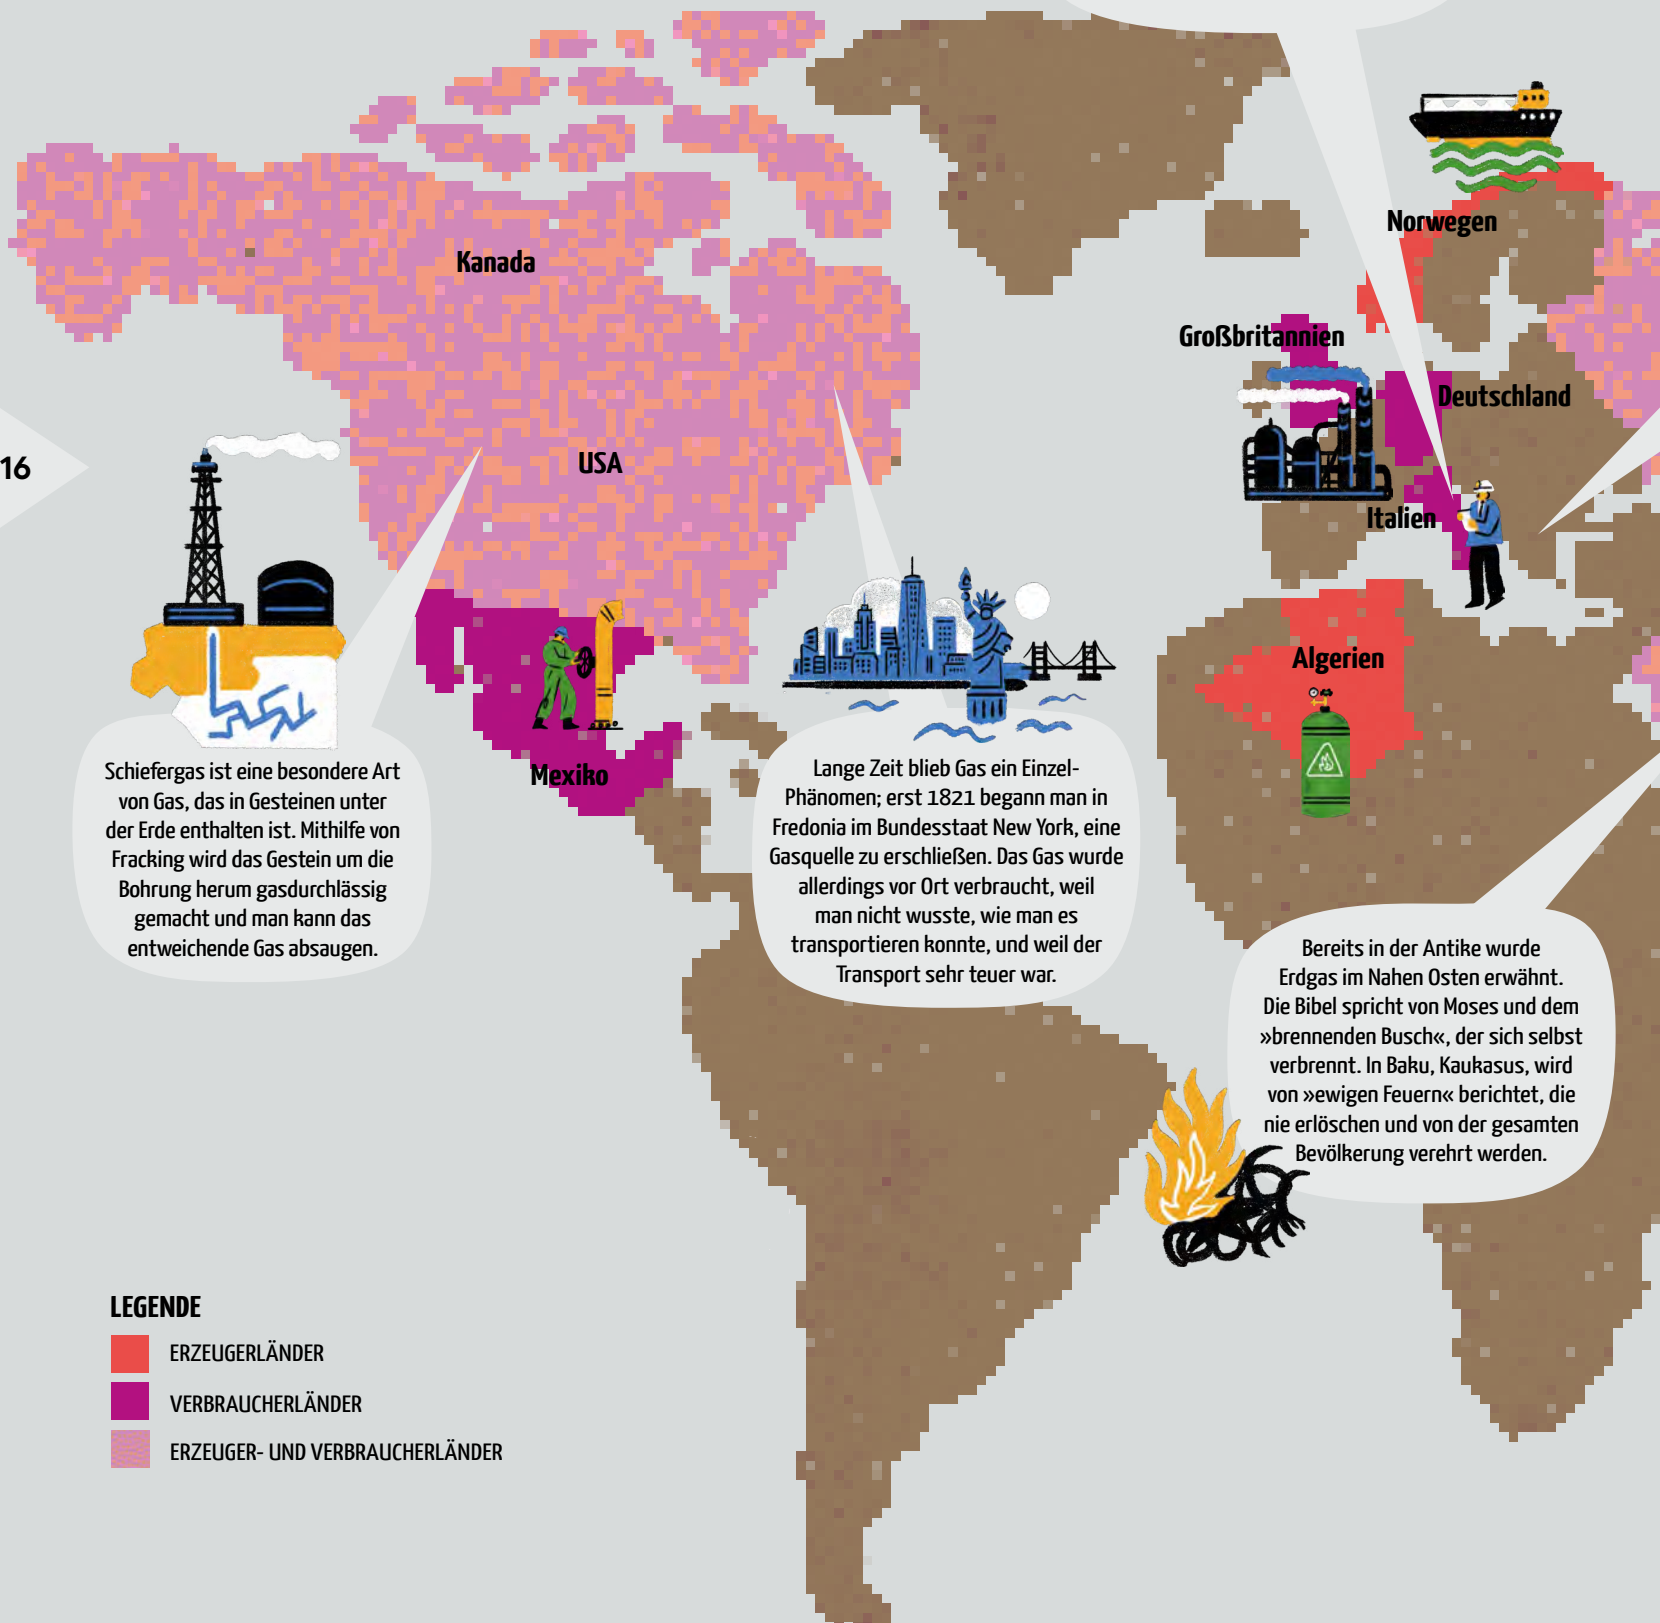 Norwegen
Kanada
Großbritannien
Deutschland
16
USA
Italien
Algerien
Mexiko
Schiefergas ist eine besondere Art
von Gas, das in Gesteinen unter
der Erde enthalten ist. Mithilfe von
Fracking wird das Gestein um die
Bohrung herum gasdurchlässig
gemacht und man kann das
entweichende Gas absaugen.
Lange Zeit blieb Gas ein Einzel-
Phänomen; erst 1821 begann man in
Fredonia im Bundesstaat New York, eine
Gasquelle zu erschließen. Das Gas wurde
allerdings vor Ort verbraucht, weil
man nicht wusste, wie man es
transportieren konnte, und weil der
Transport sehr teuer war.
Bereits in der Antike wurde
Erdgas im Nahen Osten erwähnt.
Die Bibel spricht von Moses und dem
»brennenden Busch«, der sich selbst
verbrennt. In Baku, Kaukasus, wird
von »ewigen Feuern« berichtet, die
nie erlöschen und von der gesamten
Bevölkerung verehrt werden.
LEGENDE
ERZEUGERLÄNDER
VERBRAUCHERLÄNDER
ERZEUGER- UND VERBRAUCHERLÄNDER